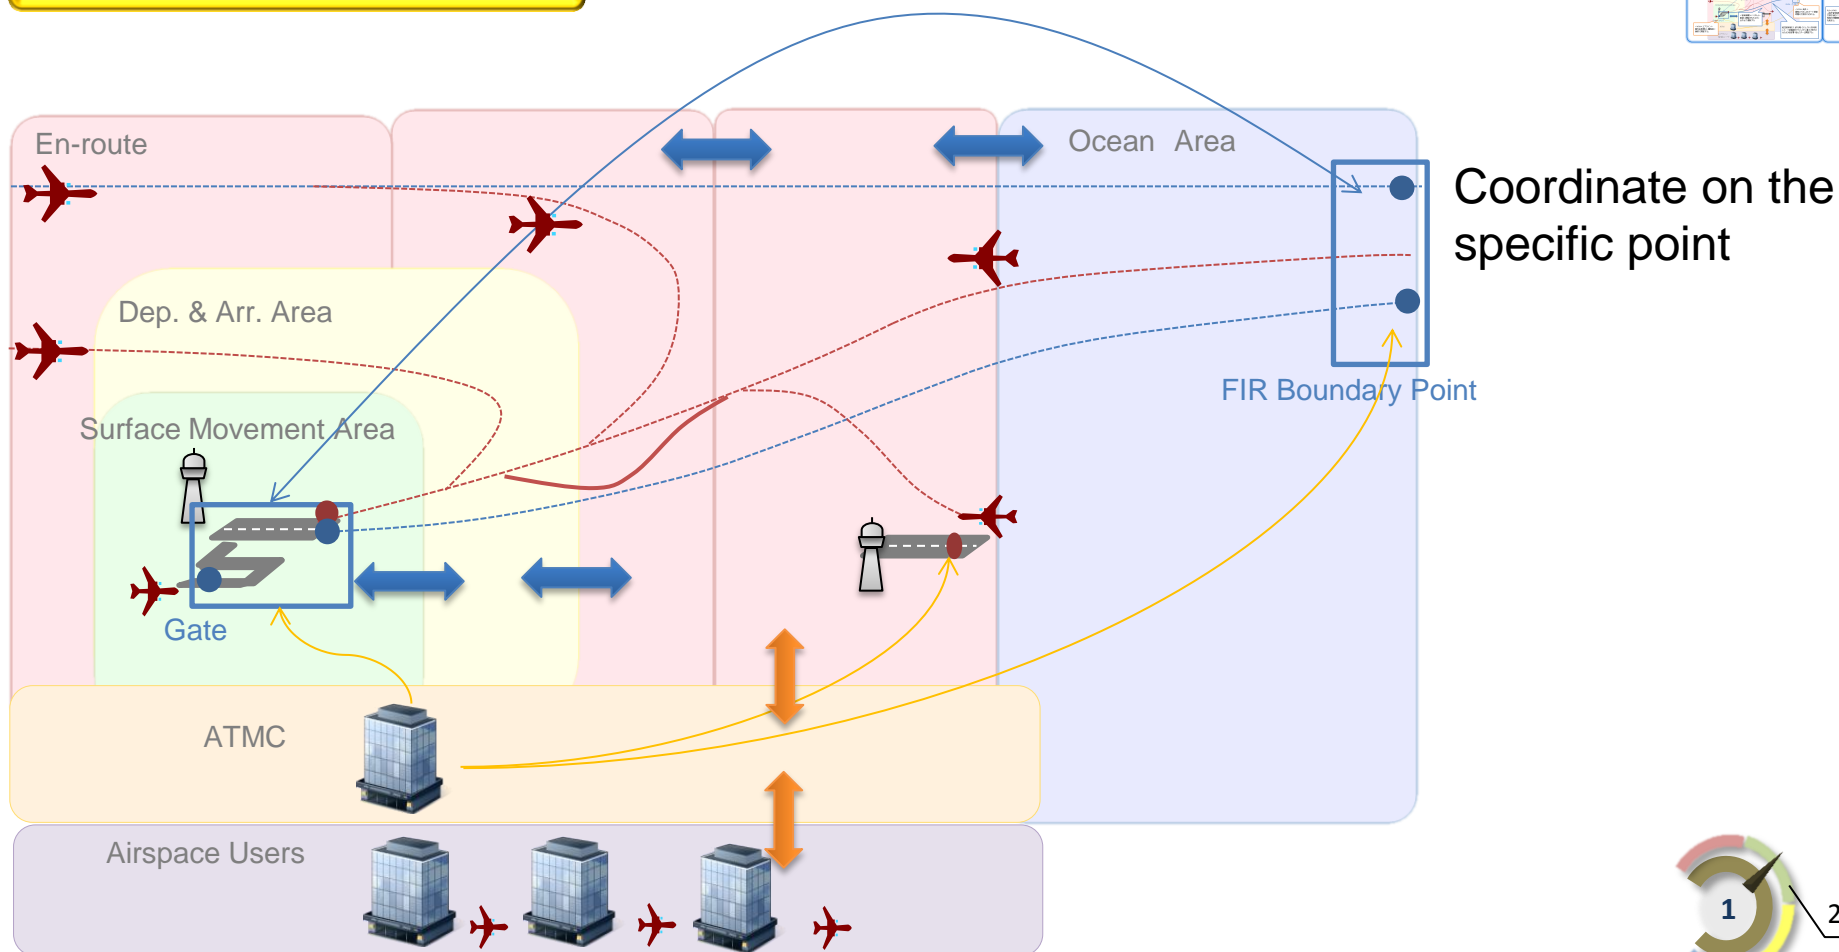 En-route
Ocean Area
Coordinate on the
specific point
Dep. & Arr. Area
FIR Boundary Point
Surface Movement Area
Gate
ATMC
Airspace Users
1
2